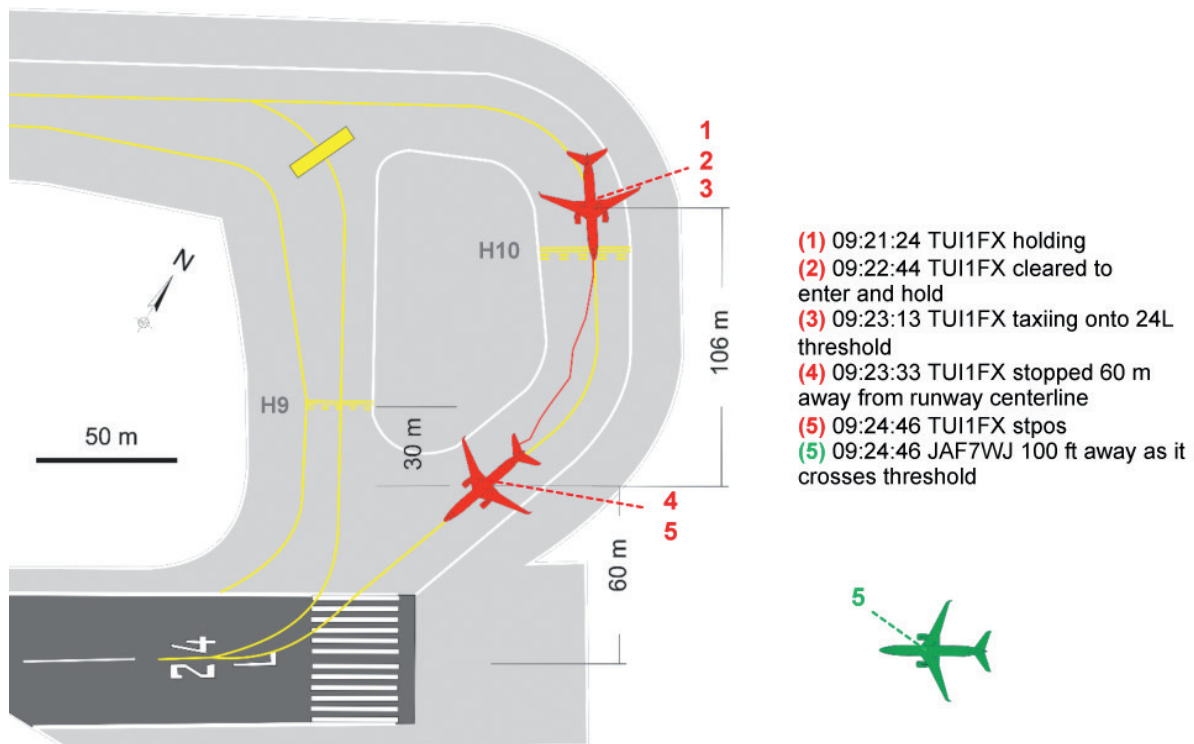 1
2
3
N
H10
(1) 09:21:24 TUI1FX holding
(2) 09:22:44 TUI1FX cleared to
enter and hold
(3) 09:23:13 TUI1FX taxiing onto 24L
threshold
(4) 09:23:33 TUI1FX stopped 60 m
away from runway centerline
(5) 09:24:46 TUI1FX stpos
(5) 09:24:46 JAF7WJ 100 ft away as it
crosses threshold
106 m
H9
50 m
30 m
4
5
60 m
5
24
L